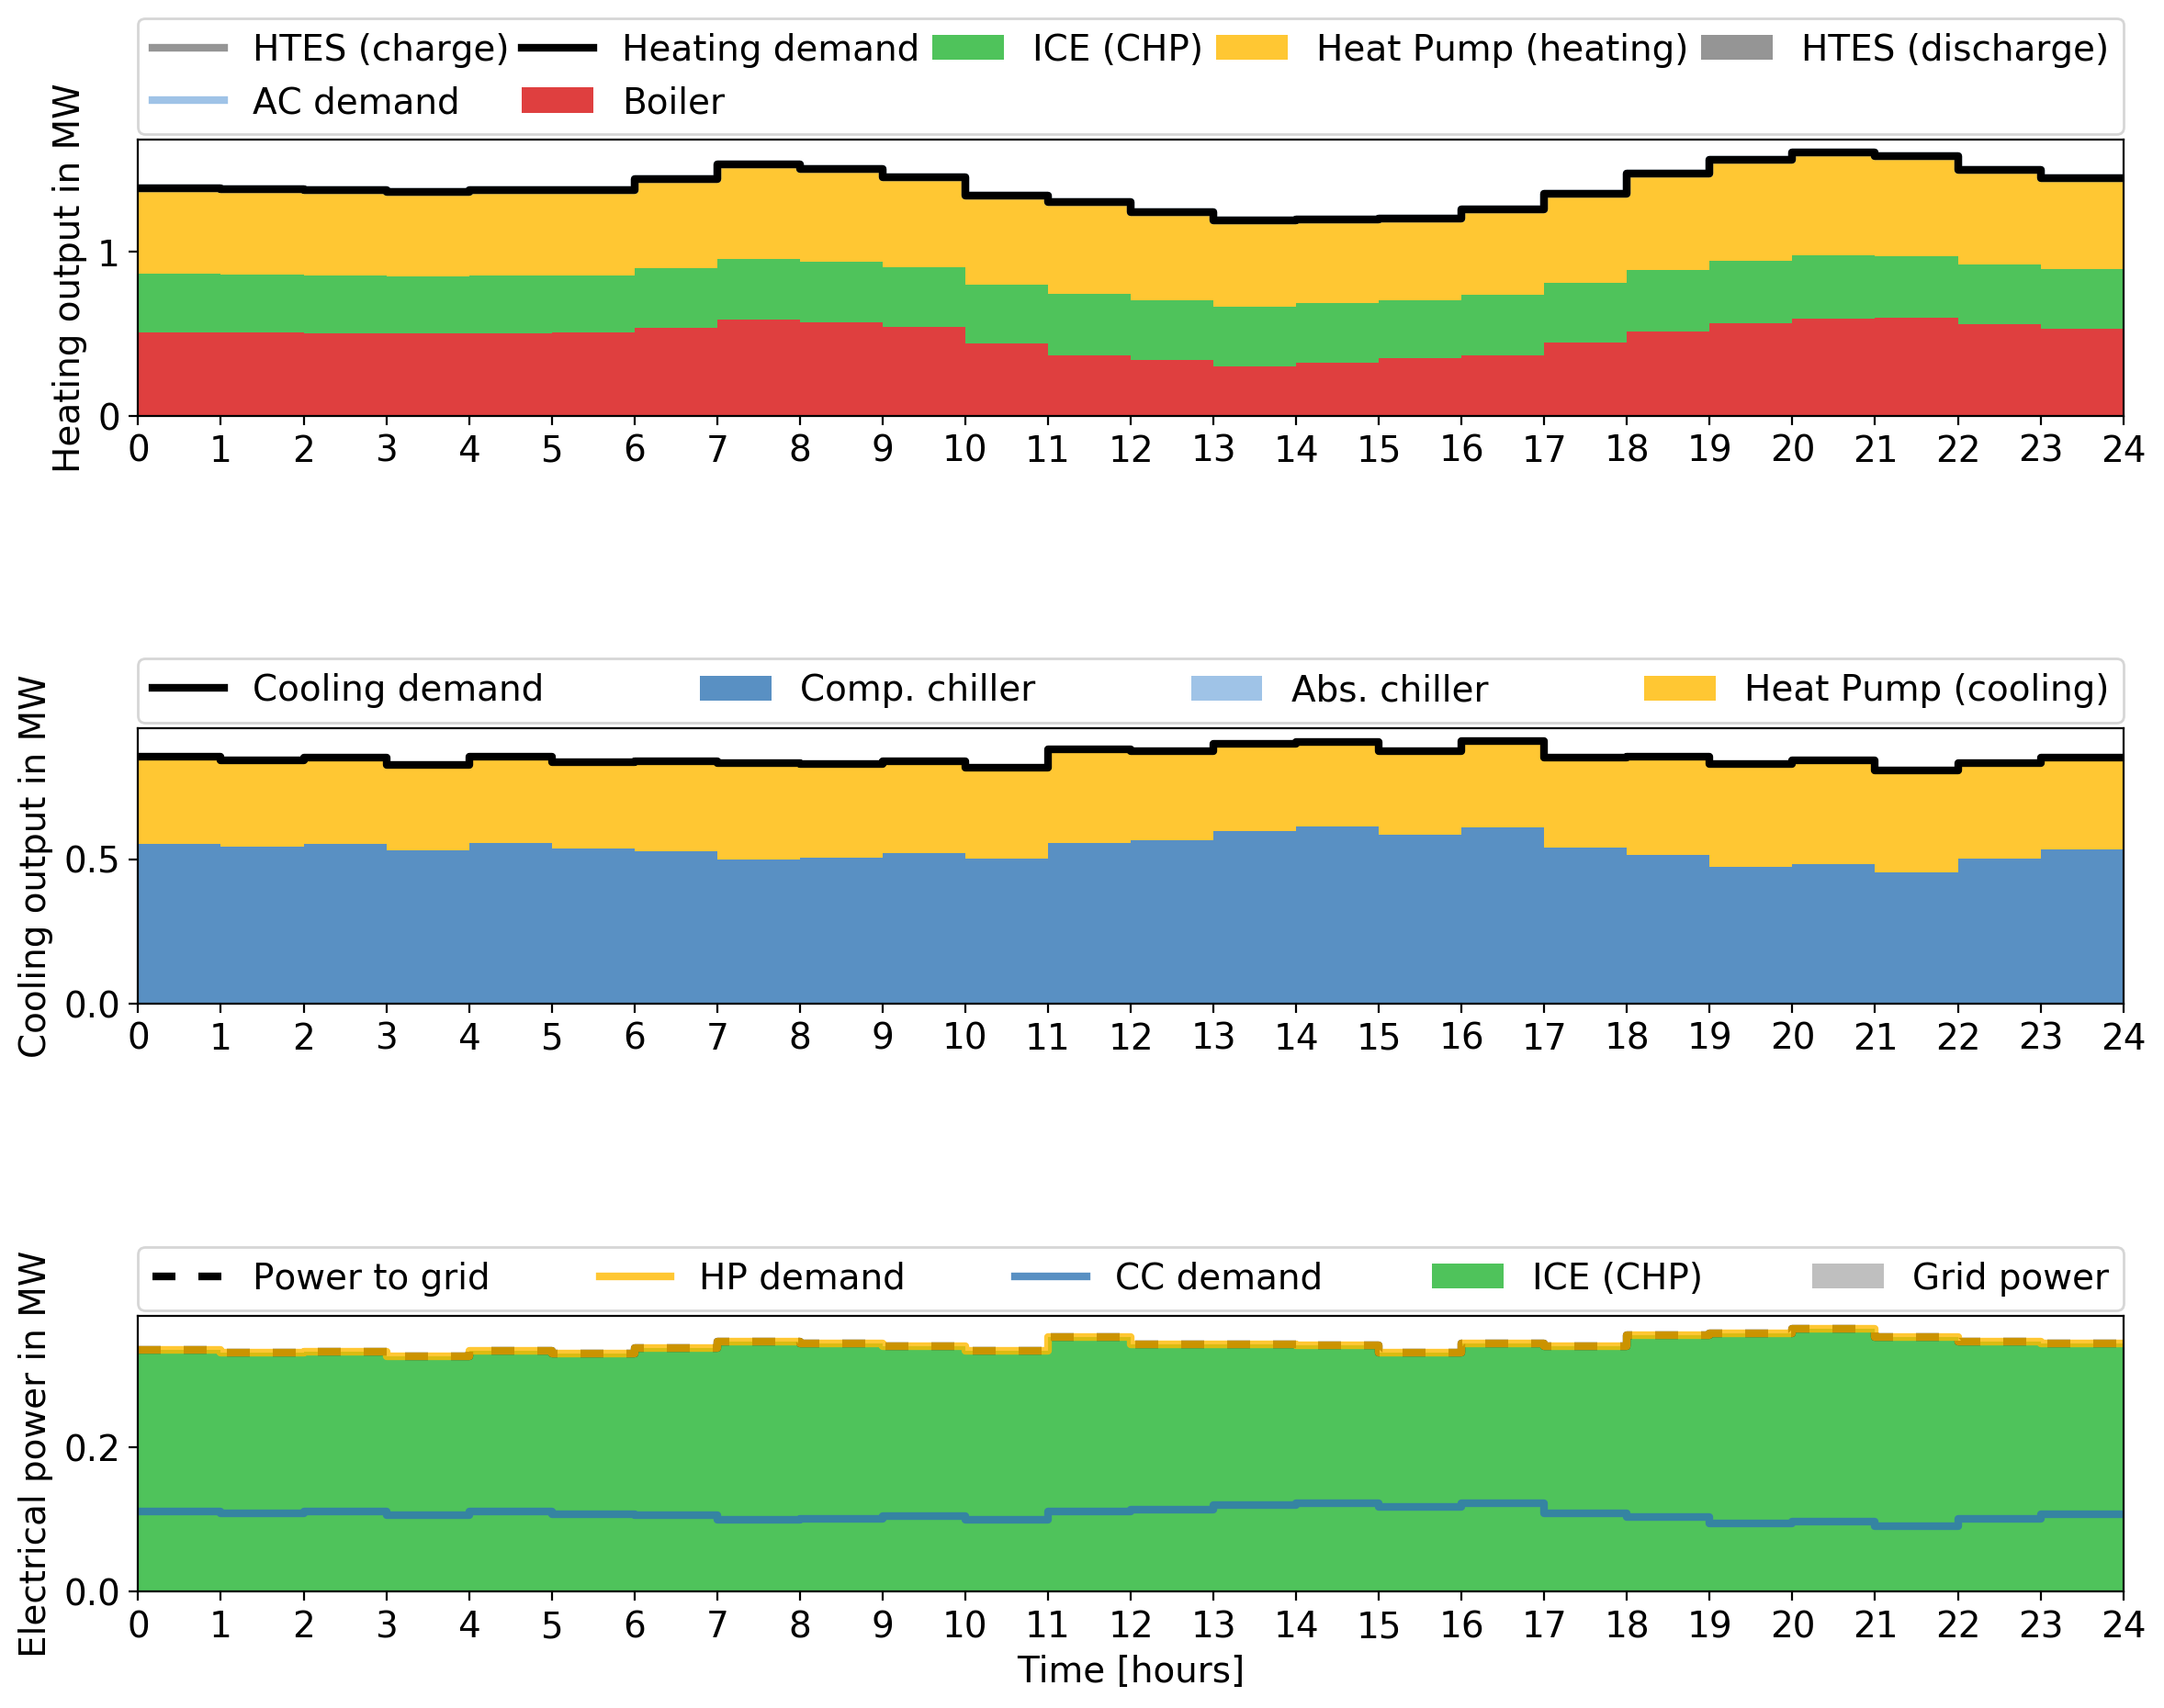 HTES (charge) Heating demand ICE (CHP) Heat Pump (heating) HTES (discharge)
AC demand Boiler
Heating output in MW
1
0
0 1 2 3 4 5 6 7 8 9 10 11 12 13 14 15 16 17 18 19 20 21 22 23 24
Cooling demand Comp. chiller Abs. chiller Heat Pump (cooling)
Cooling output in MW
0.5
0.0
0 1 2 3 4 5 6 7 8 9 10 11 12 13 14 15 16 17 18 19 20 21 22 23 24
Power to grid HP demand CC demand ICE (CHP) Grid power
Electrical power in MW
0.2
0.0
0 1 2 3 4 5 6 7 8 9 10 11 12 13 14 15 16 17 18 19 20 21 22 23 24
Time [hours]